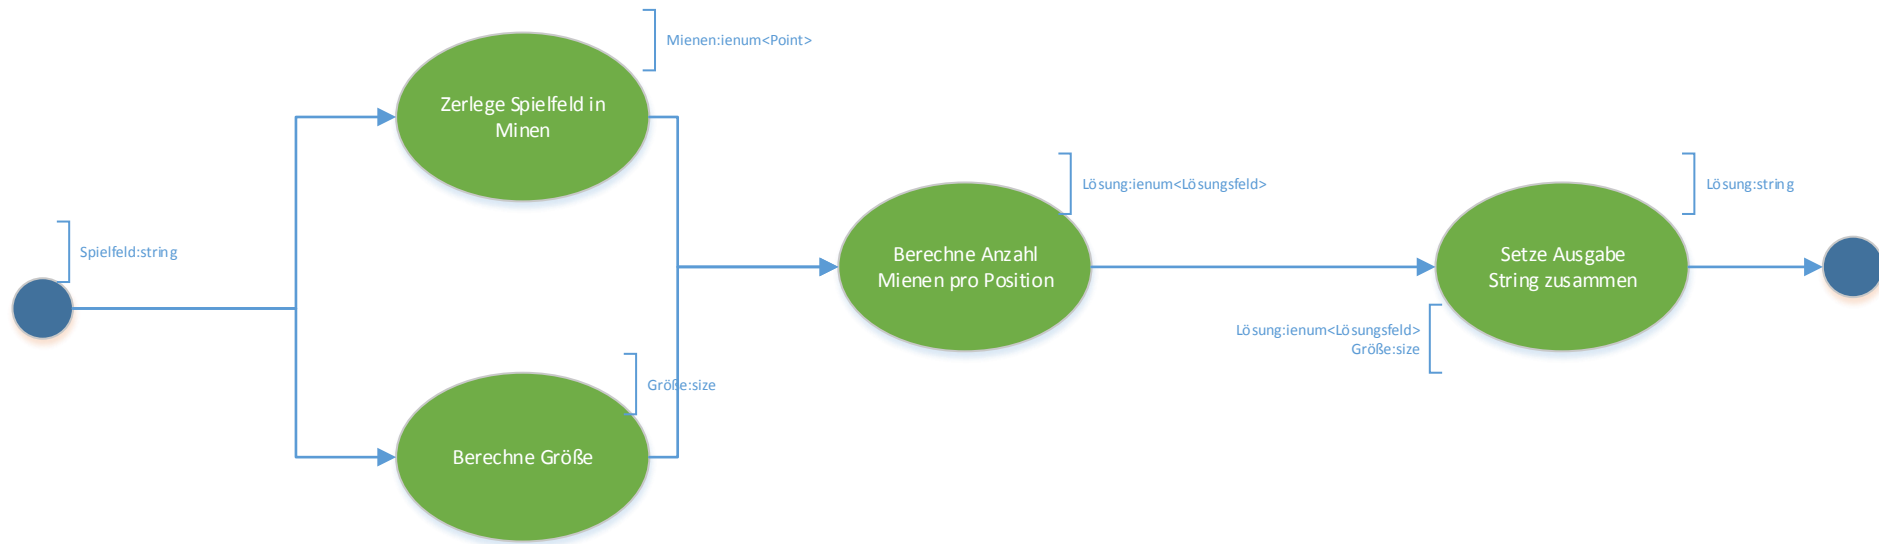 Mienen:ienum<Point>
Zerlege Spielfeld in
Minen
Spielfeld:string
Lösung:ienum<Lösungsfeld>
Lösung:string
Berechne Anzahl
Mienen pro Position
Setze Ausgabe
String zusammen
Lösung:ienum<Lösungsfeld>
Größe:size
Größe:size
Berechne Größe